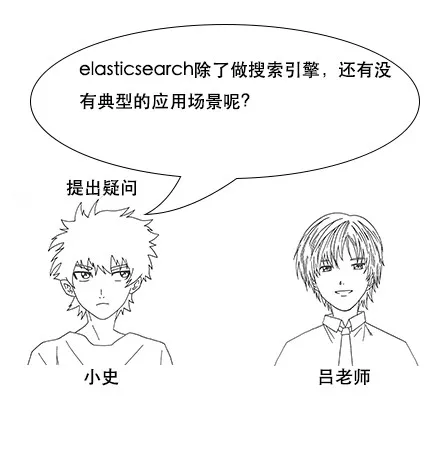 elasticsearch除了做搜索引擎，还有没
有典型的应用场景呢？
提出疑问
小史
吕老师